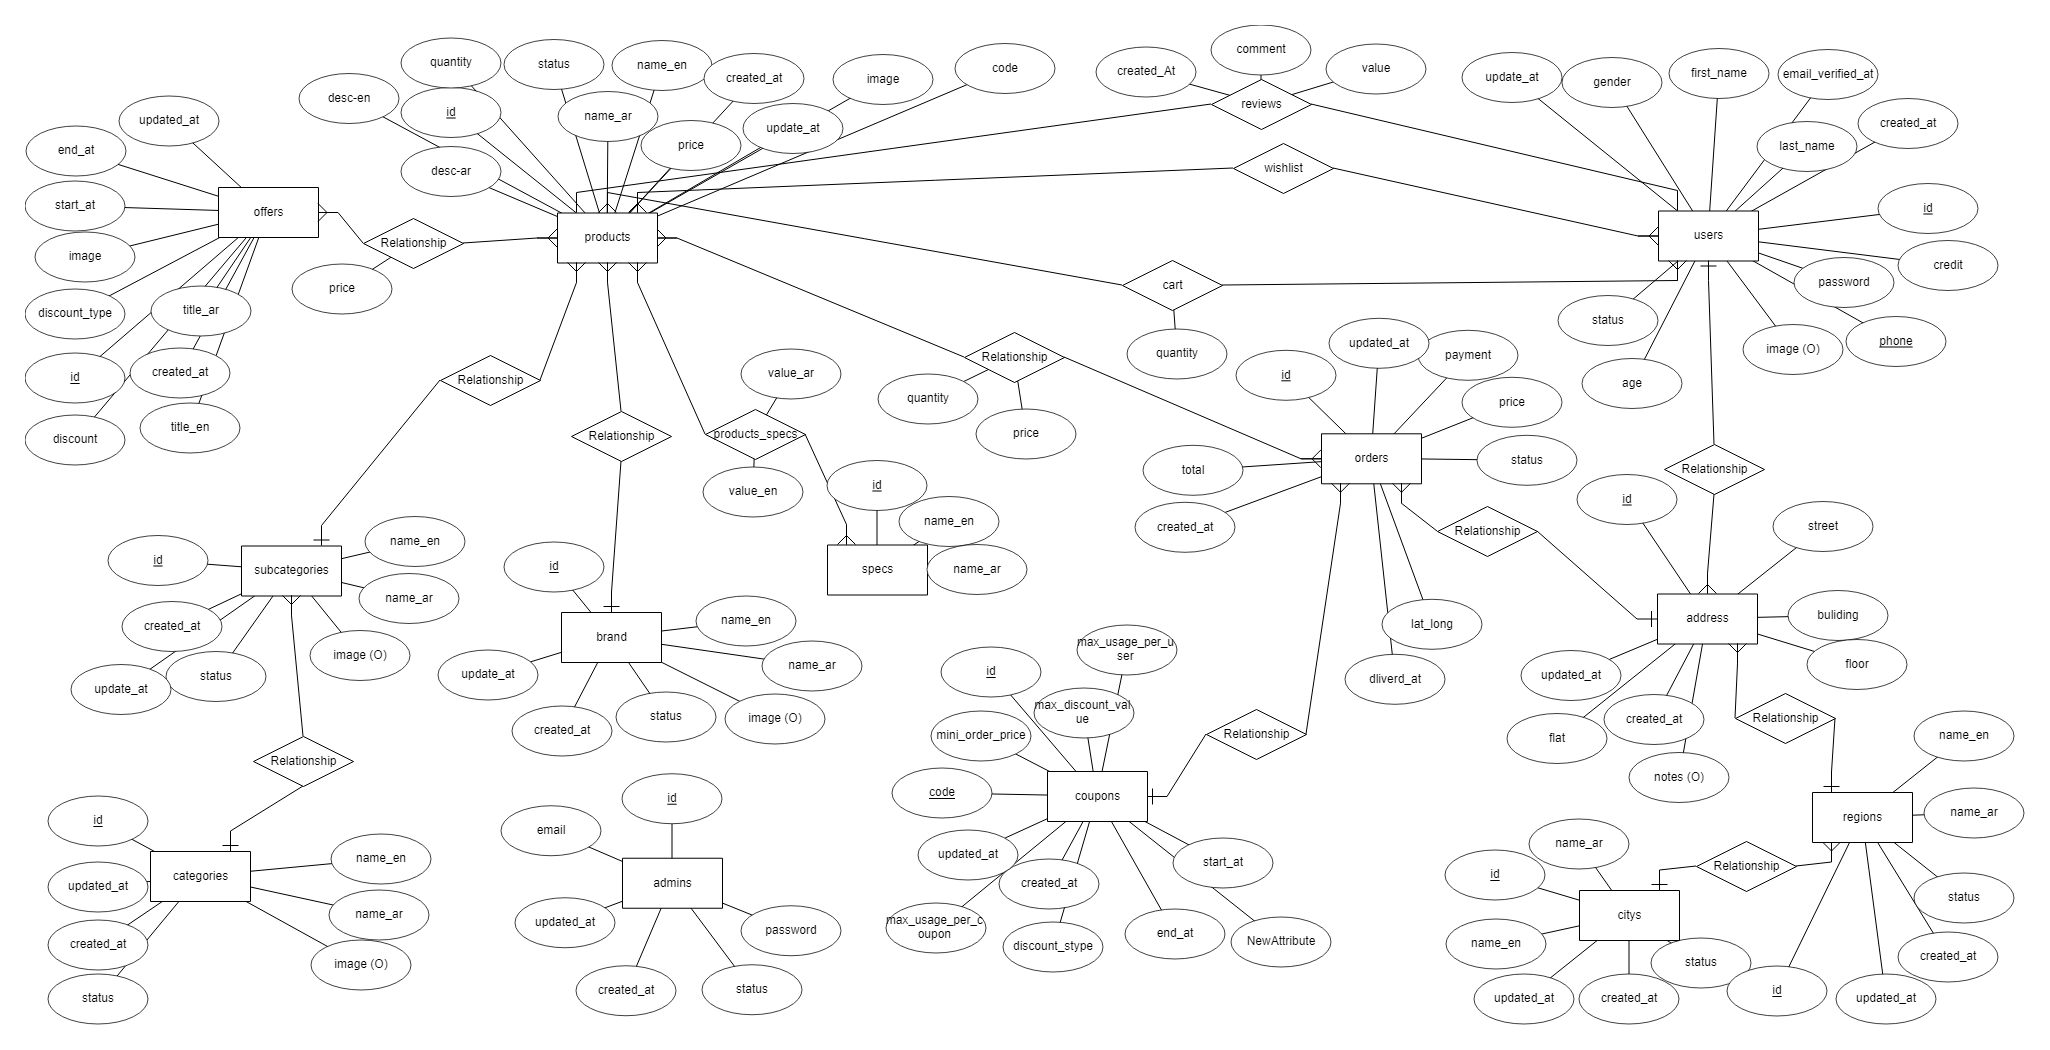 comment
quantity
status
name_en
created_at
image
code
created_At
value
update_at
gender
first_name
email_verified_at
desc-en
id
name_ar
reviews
updated_at
created_at
end_at
price
update_at
last_name
desc-ar
wishlist
start_at
offers
id
products
users
Relationship
image
credit
price
cart
password
discount_type
title_ar
status
phone
quantity
image (O)
Relationship
updated_at
payment
id
created_at
Relationship
value_ar
id
age
discount
title_en
quantity
price
price
Relationship
products_specs
orders
status
total
Relationship
value_en
id
id
name_en
created_at
street
Relationship
name_en
id
subcategories
id
specs
name_ar
name_ar
created_at
brand
name_en
lat_long
address
buliding
image (O)
max_usage_per_u
ser
name_ar
floor
update_at
status
update_at
id
dliverd_at
updated_at
created_at
status
image (O)
max_discount_val
ue
Relationship
created_at
mini_order_price
Relationship
flat
name_en
Relationship
notes (O)
id
code
coupons
id
email
regions
name_ar
name_en
name_ar
categories
updated_at
admins
updated_at
created_at
start_at
Relationship
id
name_ar
citys
status
created_at
updated_at
password
max_usage_per_c
oupon
discount_stype
end_at
NewAttribute
name_en
created_at
image (O)
status
status
created_at
status
updated_at
created_at
id
updated_at